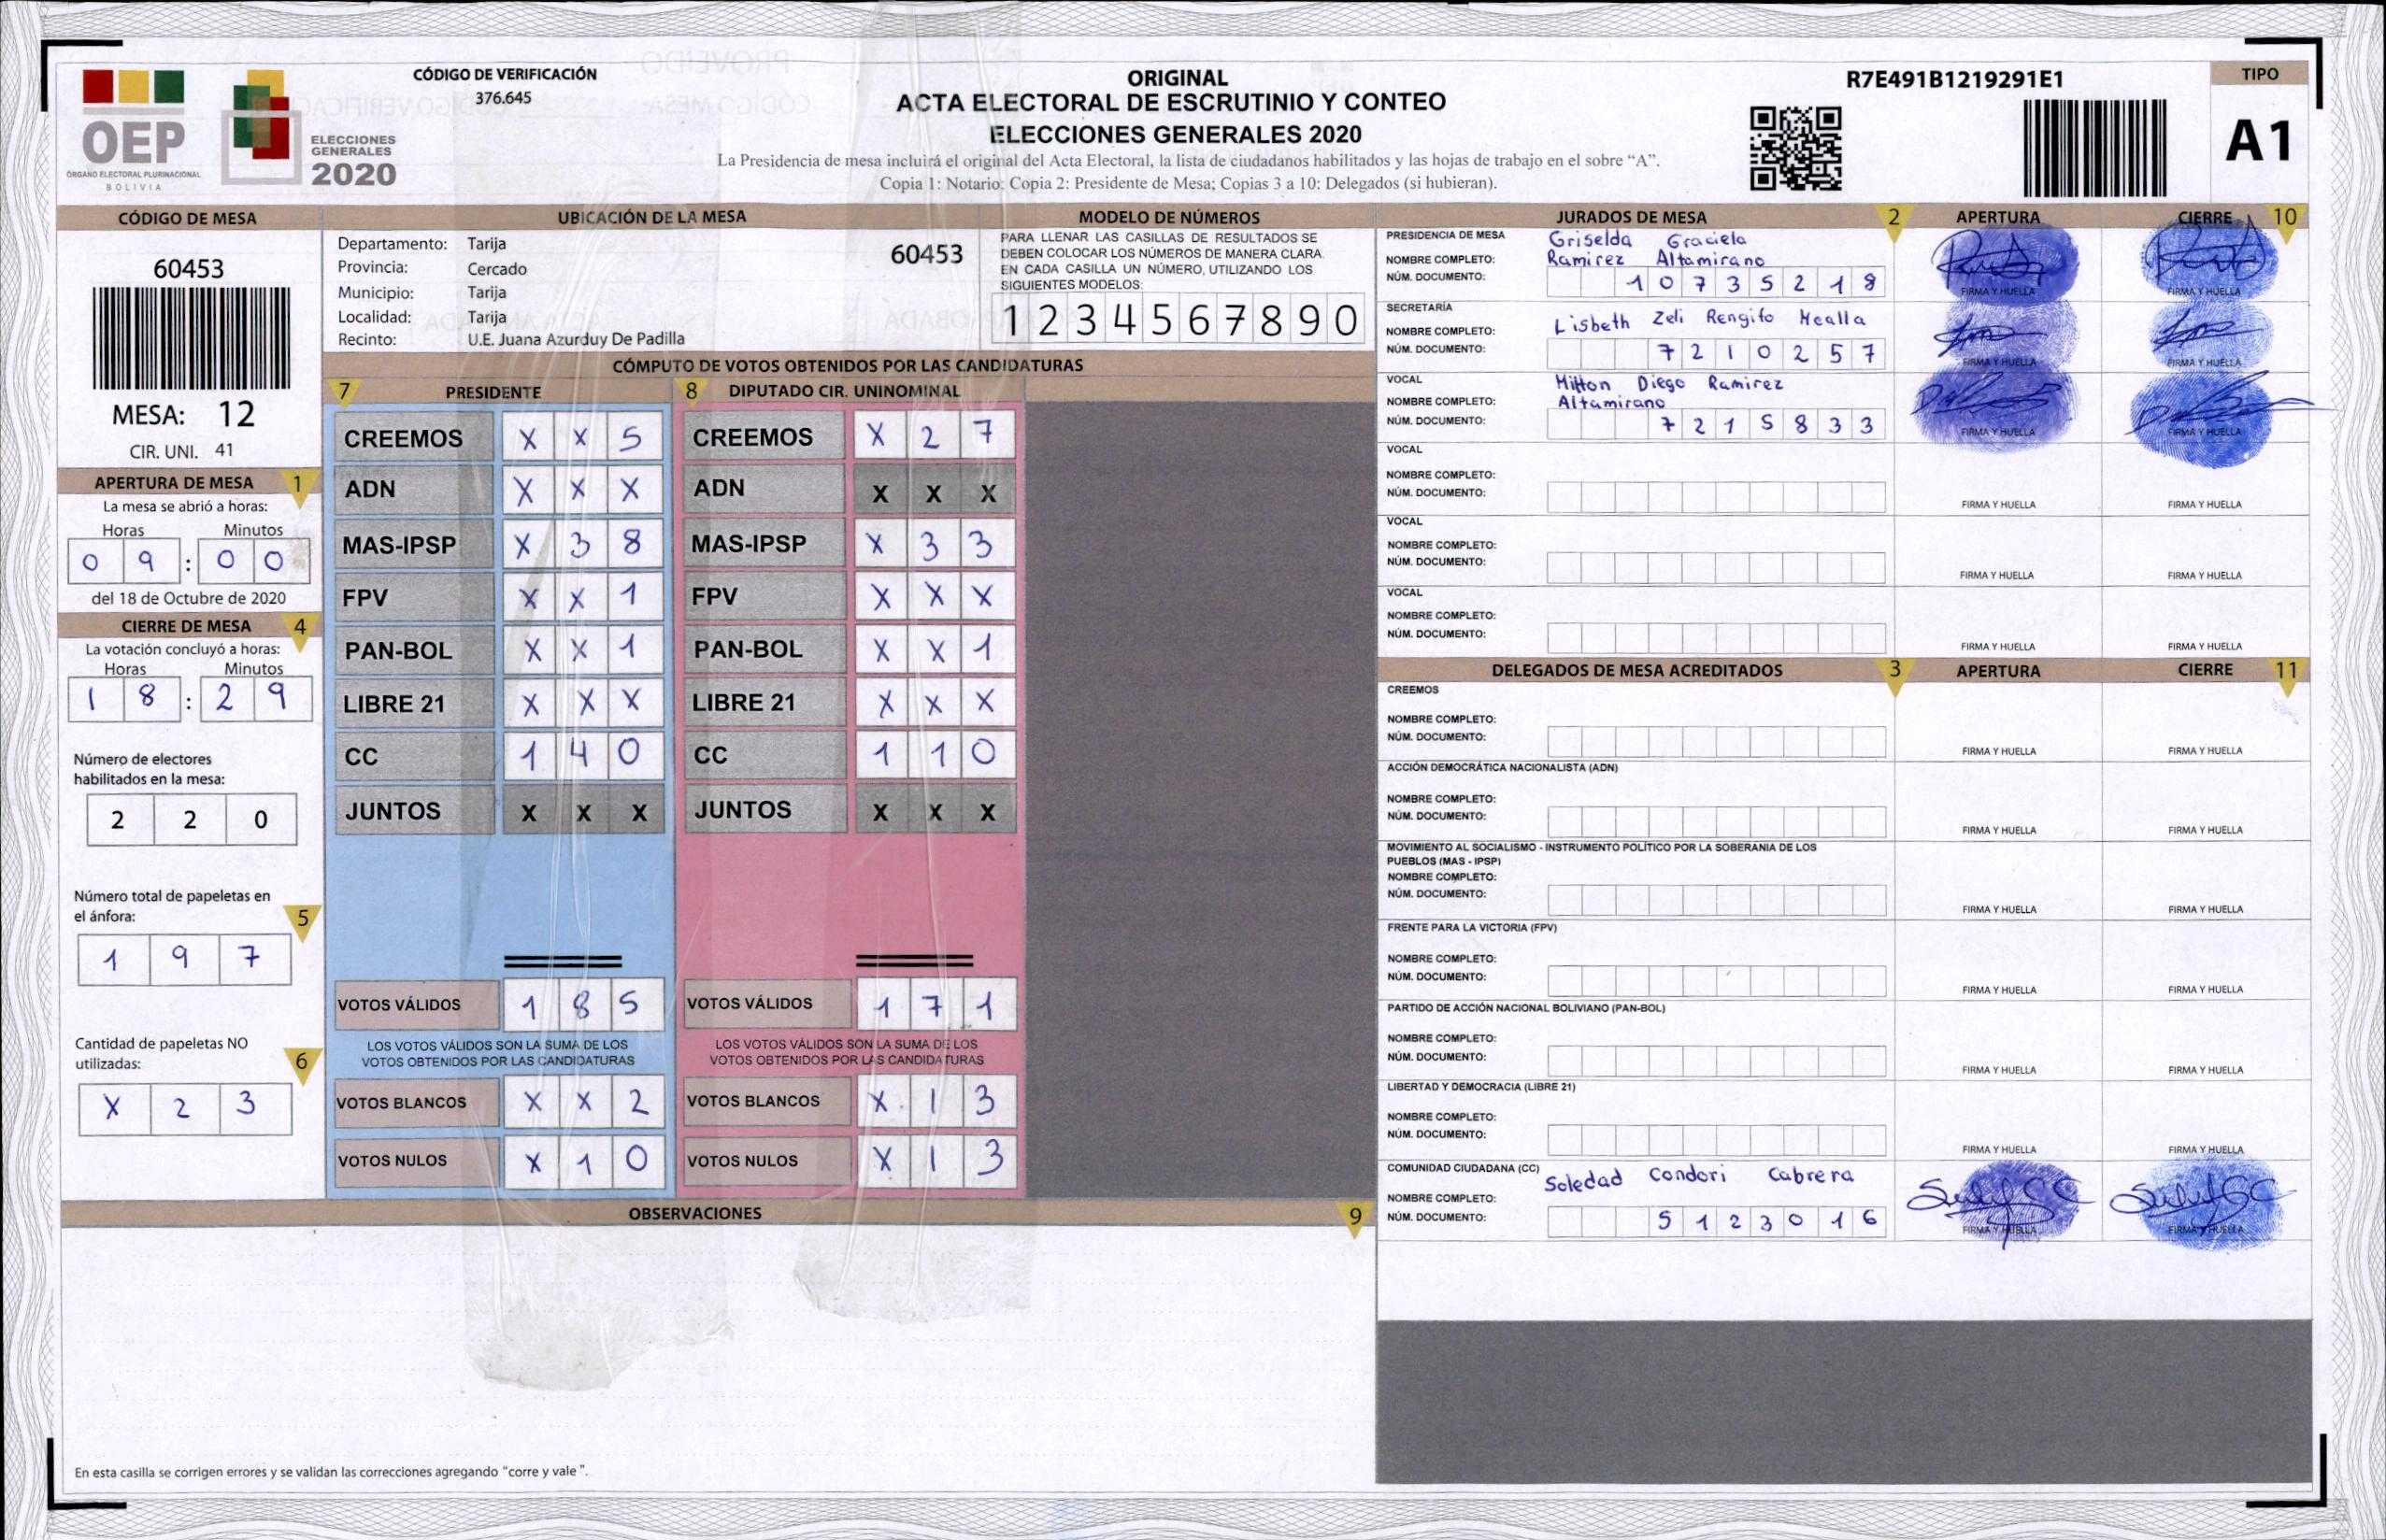 CÓDIGO DE VERIFICACIÓN
376.645
ORIGINAL
ACTA ELECTORAL DE ESCRUTINIO Y CONTEO
ELECCIONES GENERALES 2020
La Presidencia de mesa incluirá el original del Acta Electoral, la lista de ciudadanos habilitados y las hojas de trabajo en el sobre “A”.
Copia 1: Notario; Copia 2: Presidente de Mesa; Copias 3 a 10: Delegados (si hubieran).
R7E491B1219291E1
TIPO
A1
OEP
ÓRGANO ELECTORAL PLURINACIONAL
BOLIVIA
ELECCIONES
GENERALES
2020
CÓDIGO DE MESA
60453
MESA: 12
CIR. UNI. 41
APERTURA DE MESA 1
La mesa se abrió a horas:
Horas Minutos
0 9 : 0 0
del 18 de Octubre de 2020
CIERRE DE MESA 4
La votación concluyó a horas:
Horas Minutos
1 8 : 2 9
Número de electores
habilitados en la mesa:
2 2 0
Número total de papeletas en
el ánfora: 5
1 9 7
Cantidad de papeletas NO
utilizadas: 6
X 2 3
UBICACIÓN DE LA MESA
Departamento: Tarija
60453
Provincia: Cercado
Municipio: Tarija
Localidad: Tarija
Recinto: U.E. Juana Azurduy De Padilla
MODELO DE NÚMEROS
PARA LLENAR LAS CASILLAS DE RESULTADOS SE
DEBEN COLOCAR LOS NÚMEROS DE MANERA CLARA.
EN CADA CASILLA UN NÚMERO, UTILIZANDO LOS
SIGUIENTES MODELOS:
1 2 3 4 5 6 7 8 9 0
CÓMPUTO DE VOTOS OBTENIDOS POR LAS CANDIDATURAS
7 PRESIDENTE
CREEMOS X X 5
ADN X X X
MAS-IPSP X 3 8
FPV X X 1
PAN-BOL X X 1
LIBRE 21 X X X
CC 1 4 0
JUNTOS X X X
VOTOS VÁLIDOS 1 8 5
LOS VOTOS VÁLIDOS SON LA SUMA DE LOS
VOTOS OBTENIDOS POR LAS CANDIDATURAS
VOTOS BLANCOS X X 2
VOTOS NULOS X 1 0
8 DIPUTADO CIR. UNINOMINAL
CREEMOS X 2 7
ADN X X X
MAS-IPSP X 3 3
FPV X X X
PAN-BOL X X 1
LIBRE 21 X X X
CC 1 1 0
JUNTOS X X X
VOTOS VÁLIDOS 1 7 1
LOS VOTOS VÁLIDOS SON LA SUMA DE LOS
VOTOS OBTENIDOS POR LAS CANDIDATURAS
VOTOS BLANCOS X 1 3
VOTOS NULOS X 1 3
OBSERVACIONES 9
En esta casilla se corrigen errores y se validan las correcciones agregando “corre y vale”.
JURADOS DE MESA 2 APERTURA CIERRE 10
PRESIDENCIA DE MESA Griselda Graciela
NOMBRE COMPLETO: Ramirez Altamirano
NÚM. DOCUMENTO: 1 0 7 3 5 2 1 8
FIRMA Y HUELLA FIRMA Y HUELLA
SECRETARÍA
NOMBRE COMPLETO: Lisbeth Zeli Rengifo Mealla
NÚM. DOCUMENTO: 7 2 1 0 2 5 7
FIRMA Y HUELLA FIRMA Y HUELLA
VOCAL Milton Diego Ramirez
NOMBRE COMPLETO: Altamirano
NÚM. DOCUMENTO: 7 2 1 5 8 3 3
FIRMA Y HUELLA FIRMA Y HUELLA
VOCAL
NOMBRE COMPLETO:
NÚM. DOCUMENTO:
FIRMA Y HUELLA FIRMA Y HUELLA
VOCAL
NOMBRE COMPLETO:
NÚM. DOCUMENTO:
FIRMA Y HUELLA FIRMA Y HUELLA
VOCAL
NOMBRE COMPLETO:
NÚM. DOCUMENTO:
FIRMA Y HUELLA FIRMA Y HUELLA
DELEGADOS DE MESA ACREDITADOS 3 APERTURA CIERRE 11
CREEMOS
NOMBRE COMPLETO:
NÚM. DOCUMENTO:
FIRMA Y HUELLA FIRMA Y HUELLA
ACCIÓN DEMOCRÁTICA NACIONALISTA (ADN)
NOMBRE COMPLETO:
NÚM. DOCUMENTO:
FIRMA Y HUELLA FIRMA Y HUELLA
MOVIMIENTO AL SOCIALISMO - INSTRUMENTO POLÍTICO POR LA SOBERANIA DE LOS
PUEBLOS (MAS - IPSP)
NOMBRE COMPLETO:
NÚM. DOCUMENTO:
FIRMA Y HUELLA FIRMA Y HUELLA
FRENTE PARA LA VICTORIA (FPV)
NOMBRE COMPLETO:
NÚM. DOCUMENTO:
FIRMA Y HUELLA FIRMA Y HUELLA
PARTIDO DE ACCIÓN NACIONAL BOLIVIANO (PAN-BOL)
NOMBRE COMPLETO:
NÚM. DOCUMENTO:
FIRMA Y HUELLA FIRMA Y HUELLA
LIBERTAD Y DEMOCRACIA (LIBRE 21)
NOMBRE COMPLETO:
NÚM. DOCUMENTO:
FIRMA Y HUELLA FIRMA Y HUELLA
COMUNIDAD CIUDADANA (CC) Soledad Condori Cabrera
NOMBRE COMPLETO:
NÚM. DOCUMENTO: 5 1 2 3 0 1 6
FIRMA Y HUELLA FIRMA Y HUELLA